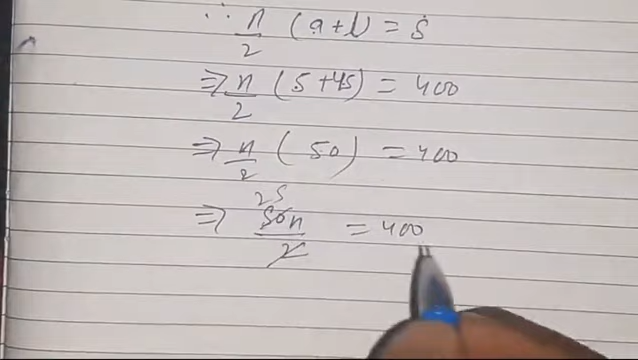 ∴ n/2 (a+l) = S
⇒ n/2 (5+45) = 400
⇒ n/2 (50) = 400
25
⇒ 50n/2 = 400